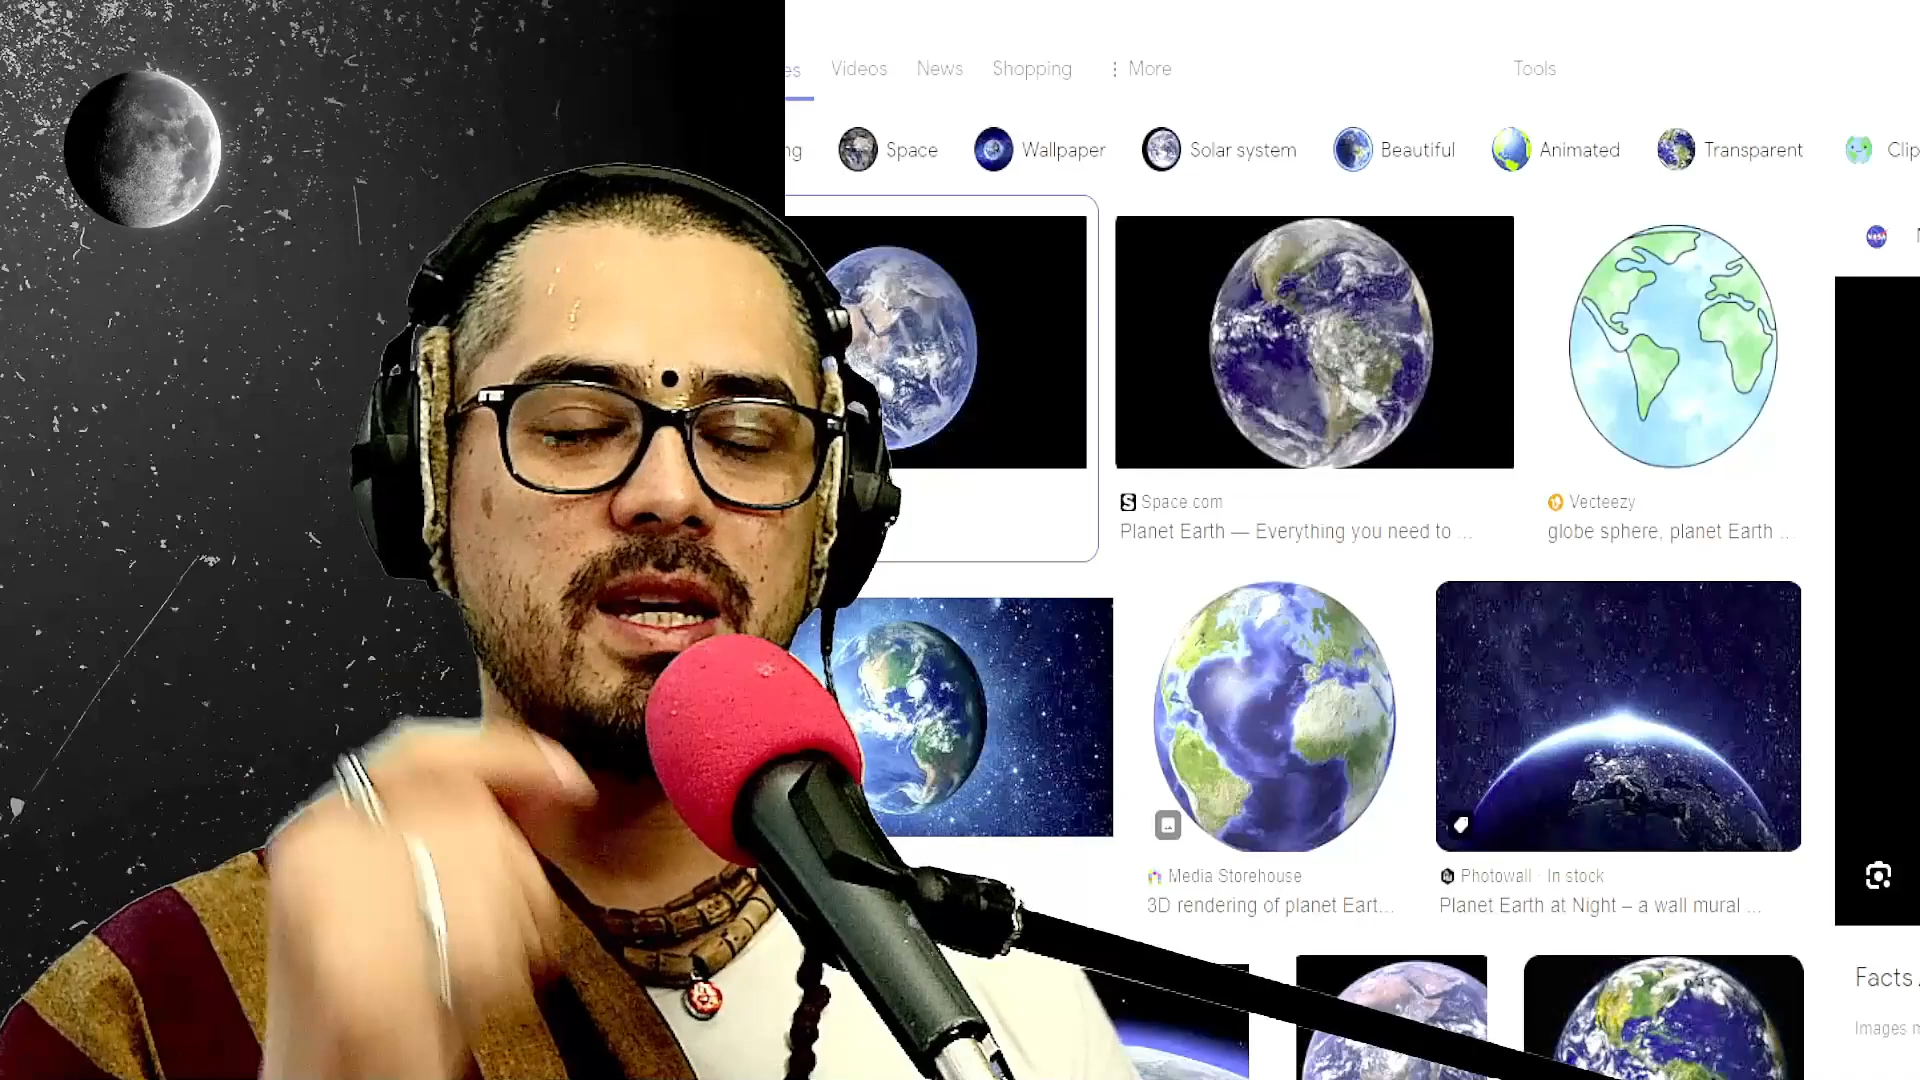 Videos News Shopping More Tools
Space Wallpaper Solar system Beautiful Animated Transparent
NASA
Space.com
Planet Earth — Everything you need to ...
Vecteezy
globe sphere, planet Earth ...
Media Storehouse
3D rendering of planet Eart...
Photowall · In stock
Planet Earth at Night – a wall mural ...
Facts
Images